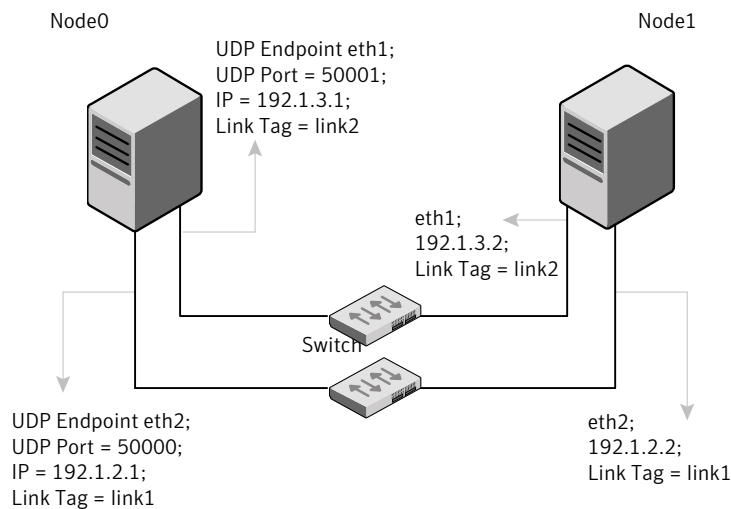 Node0
Node1
UDP Endpoint eth1;
UDP Port = 50001;
IP = 192.1.3.1;
Link Tag = link2
eth1;
192.1.3.2;
Link Tag = link2
Switch
UDP Endpoint eth2;
UDP Port = 50000;
IP = 192.1.2.1;
Link Tag = link1
eth2;
192.1.2.2;
Link Tag = link1